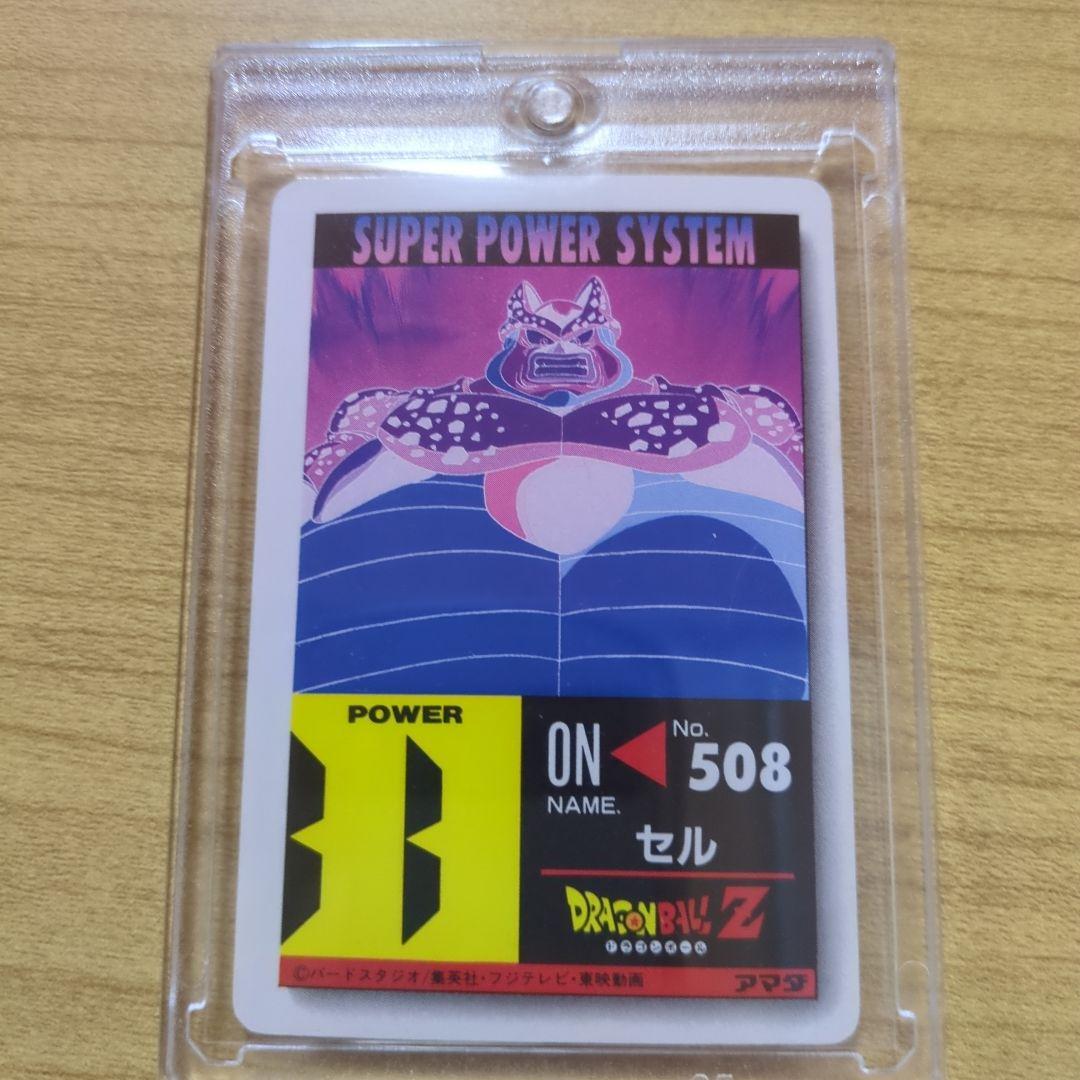 SUPER POWER SYSTEM
POWER
ON
No.
508
NAME.
セル
DRAGON BALL Z
ドラゴンボール
©バードスタジオ/集英社・フジテレビ・東映動画
アマダ